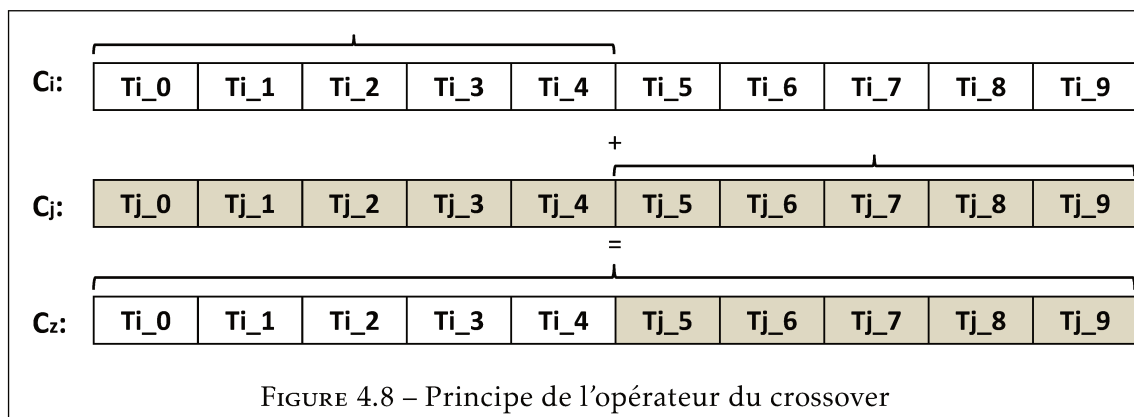 Ci: Ti_0 Ti_1 Ti_2 Ti_3 Ti_4 Ti_5 Ti_6 Ti_7 Ti_8 Ti_9
+
Cj: Tj_0 Tj_1 Tj_2 Tj_3 Tj_4 Tj_5 Tj_6 Tj_7 Tj_8 Tj_9
=
Cz: Ti_0 Ti_1 Ti_2 Ti_3 Ti_4 Tj_5 Tj_6 Tj_7 Tj_8 Tj_9
FIGURE 4.8 – Principe de l'opérateur du crossover